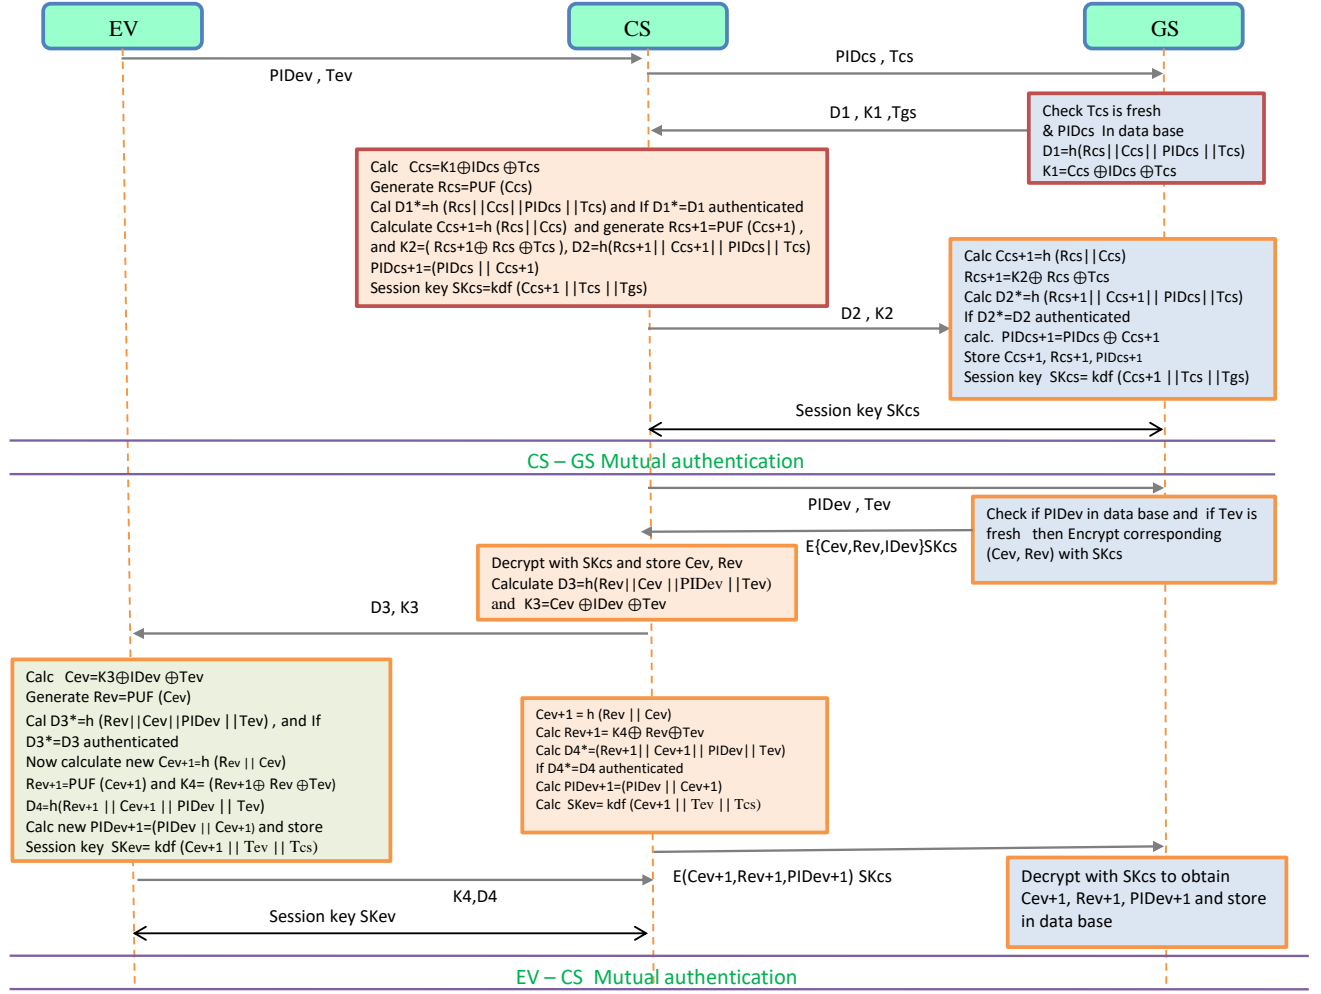 EV
CS
GS
PIDev , Tev
PIDcs , Tcs
D1 , K1 ,Tgs
Check Tcs is fresh
& PIDcs In data base
D1=h(Rcs||Ccs|| PIDcs ||Tcs)
K1=Ccs ⊕IDcs ⊕Tcs
Calc Ccs=K1⊕IDcs ⊕Tcs
Generate Rcs=PUF (Ccs)
Cal D1*=h (Rcs||Ccs||PIDcs ||Tcs) and If D1*=D1 authenticated
Calculate Ccs+1=h (Rcs||Ccs) and generate Rcs+1=PUF (Ccs+1) ,
and K2=( Rcs+1⊕ Rcs ⊕Tcs ), D2=h(Rcs+1|| Ccs+1|| PIDcs|| Tcs)
PIDcs+1=(PIDcs || Ccs+1)
Session key SKcs=kdf (Ccs+1 ||Tcs ||Tgs)
D2 , K2
Calc Ccs+1=h (Rcs||Ccs)
Rcs+1=K2⊕ Rcs ⊕Tcs
Calc D2*=h (Rcs+1|| Ccs+1|| PIDcs||Tcs)
If D2*=D2 authenticated
calc. PIDcs+1=PIDcs ⊕ Ccs+1
Store Ccs+1, Rcs+1, PIDcs+1
Session key SKcs= kdf (Ccs+1 ||Tcs ||Tgs)
Session key SKcs
CS – GS Mutual authentication
PIDev , Tev
Check if PIDev in data base and if Tev is
fresh then Encrypt corresponding
(Cev, Rev) with SKcs
E{Cev,Rev,IDev}SKcs
Decrypt with SKcs and store Cev, Rev
Calculate D3=h(Rev||Cev ||PIDev ||Tev)
and K3=Cev ⊕IDev ⊕Tev
D3, K3
Calc Cev=K3⊕IDev ⊕Tev
Generate Rev=PUF (Cev)
Cal D3*=h (Rev||Cev||PIDev ||Tev) , and If
D3*=D3 authenticated
Now calculate new Cev+1=h (Rev || Cev)
Rev+1=PUF (Cev+1) and K4= (Rev+1⊕ Rev ⊕Tev)
D4=h(Rev+1 || Cev+1 || PIDev || Tev)
Calc new PIDev+1=(PIDev || Cev+1) and store
Session key SKev= kdf (Cev+1 || Tev || Tcs)
Cev+1 = h (Rev || Cev)
Calc Rev+1= K4⊕ Rev⊕Tev
Calc D4*=(Rev+1|| Cev+1|| PIDev|| Tev)
If D4*=D4 authenticated
Calc PIDev+1=(PIDev || Cev+1)
Calc SKev= kdf (Cev+1 || Tev || Tcs)
E(Cev+1,Rev+1,PIDev+1) SKcs
K4,D4
Decrypt with SKcs to obtain
Cev+1, Rev+1, PIDev+1 and store
in data base
Session key SKev
EV – CS Mutual authentication